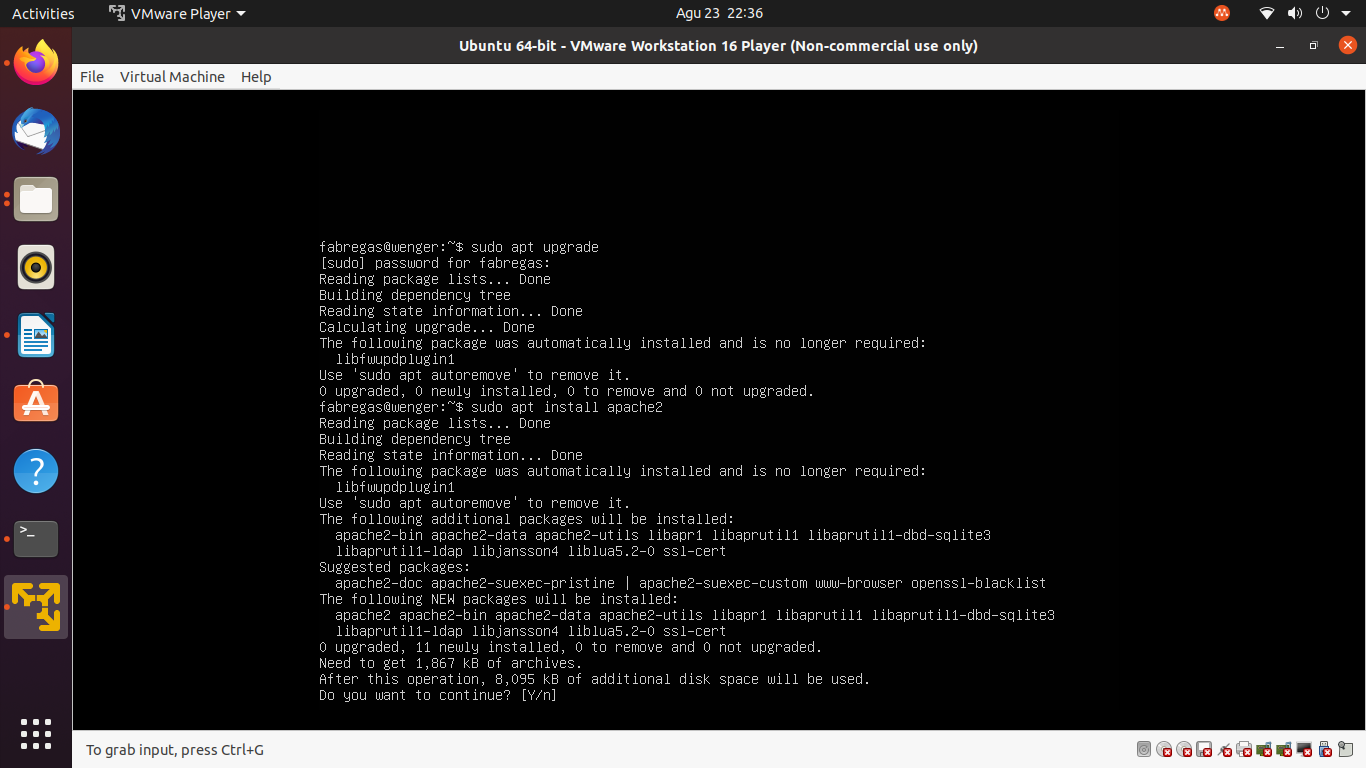 Activities
VMware Player
Agu 23 22:36
Ubuntu 64-bit - VMware Workstation 16 Player (Non-commercial use only)
File Virtual Machine Help
fabregas@wenger:~$ sudo apt upgrade
[sudo] password for fabregas:
Reading package lists... Done
Building dependency tree
Reading state information... Done
Calculating upgrade... Done
The following package was automatically installed and is no longer required:
libfwupdplugin1
Use 'sudo apt autoremove' to remove it.
0 upgraded, 0 newly installed, 0 to remove and 0 not upgraded.
fabregas@wenger:~$ sudo apt install apache2
Reading package lists... Done
Building dependency tree
Reading state information... Done
The following package was automatically installed and is no longer required:
libfwupdplugin1
Use 'sudo apt autoremove' to remove it.
The following additional packages will be installed:
apache2-bin apache2-data apache2-utils libapr1 libaprutil1 libaprutil1-dbd-sqlite3
libaprutil1-ldap libjansson4 liblua5.2-0 ssl-cert
Suggested packages:
apache2-doc apache2-suexec-pristine | apache2-suexec-custom www-browser openssl-blacklist
The following NEW packages will be installed:
apache2 apache2-bin apache2-data apache2-utils libapr1 libaprutil1 libaprutil1-dbd-sqlite3
libaprutil1-ldap libjansson4 liblua5.2-0 ssl-cert
0 upgraded, 11 newly installed, 0 to remove and 0 not upgraded.
Need to get 1,867 kB of archives.
After this operation, 8,095 kB of additional disk space will be used.
Do you want to continue? [Y/n]
To grab input, press Ctrl+G